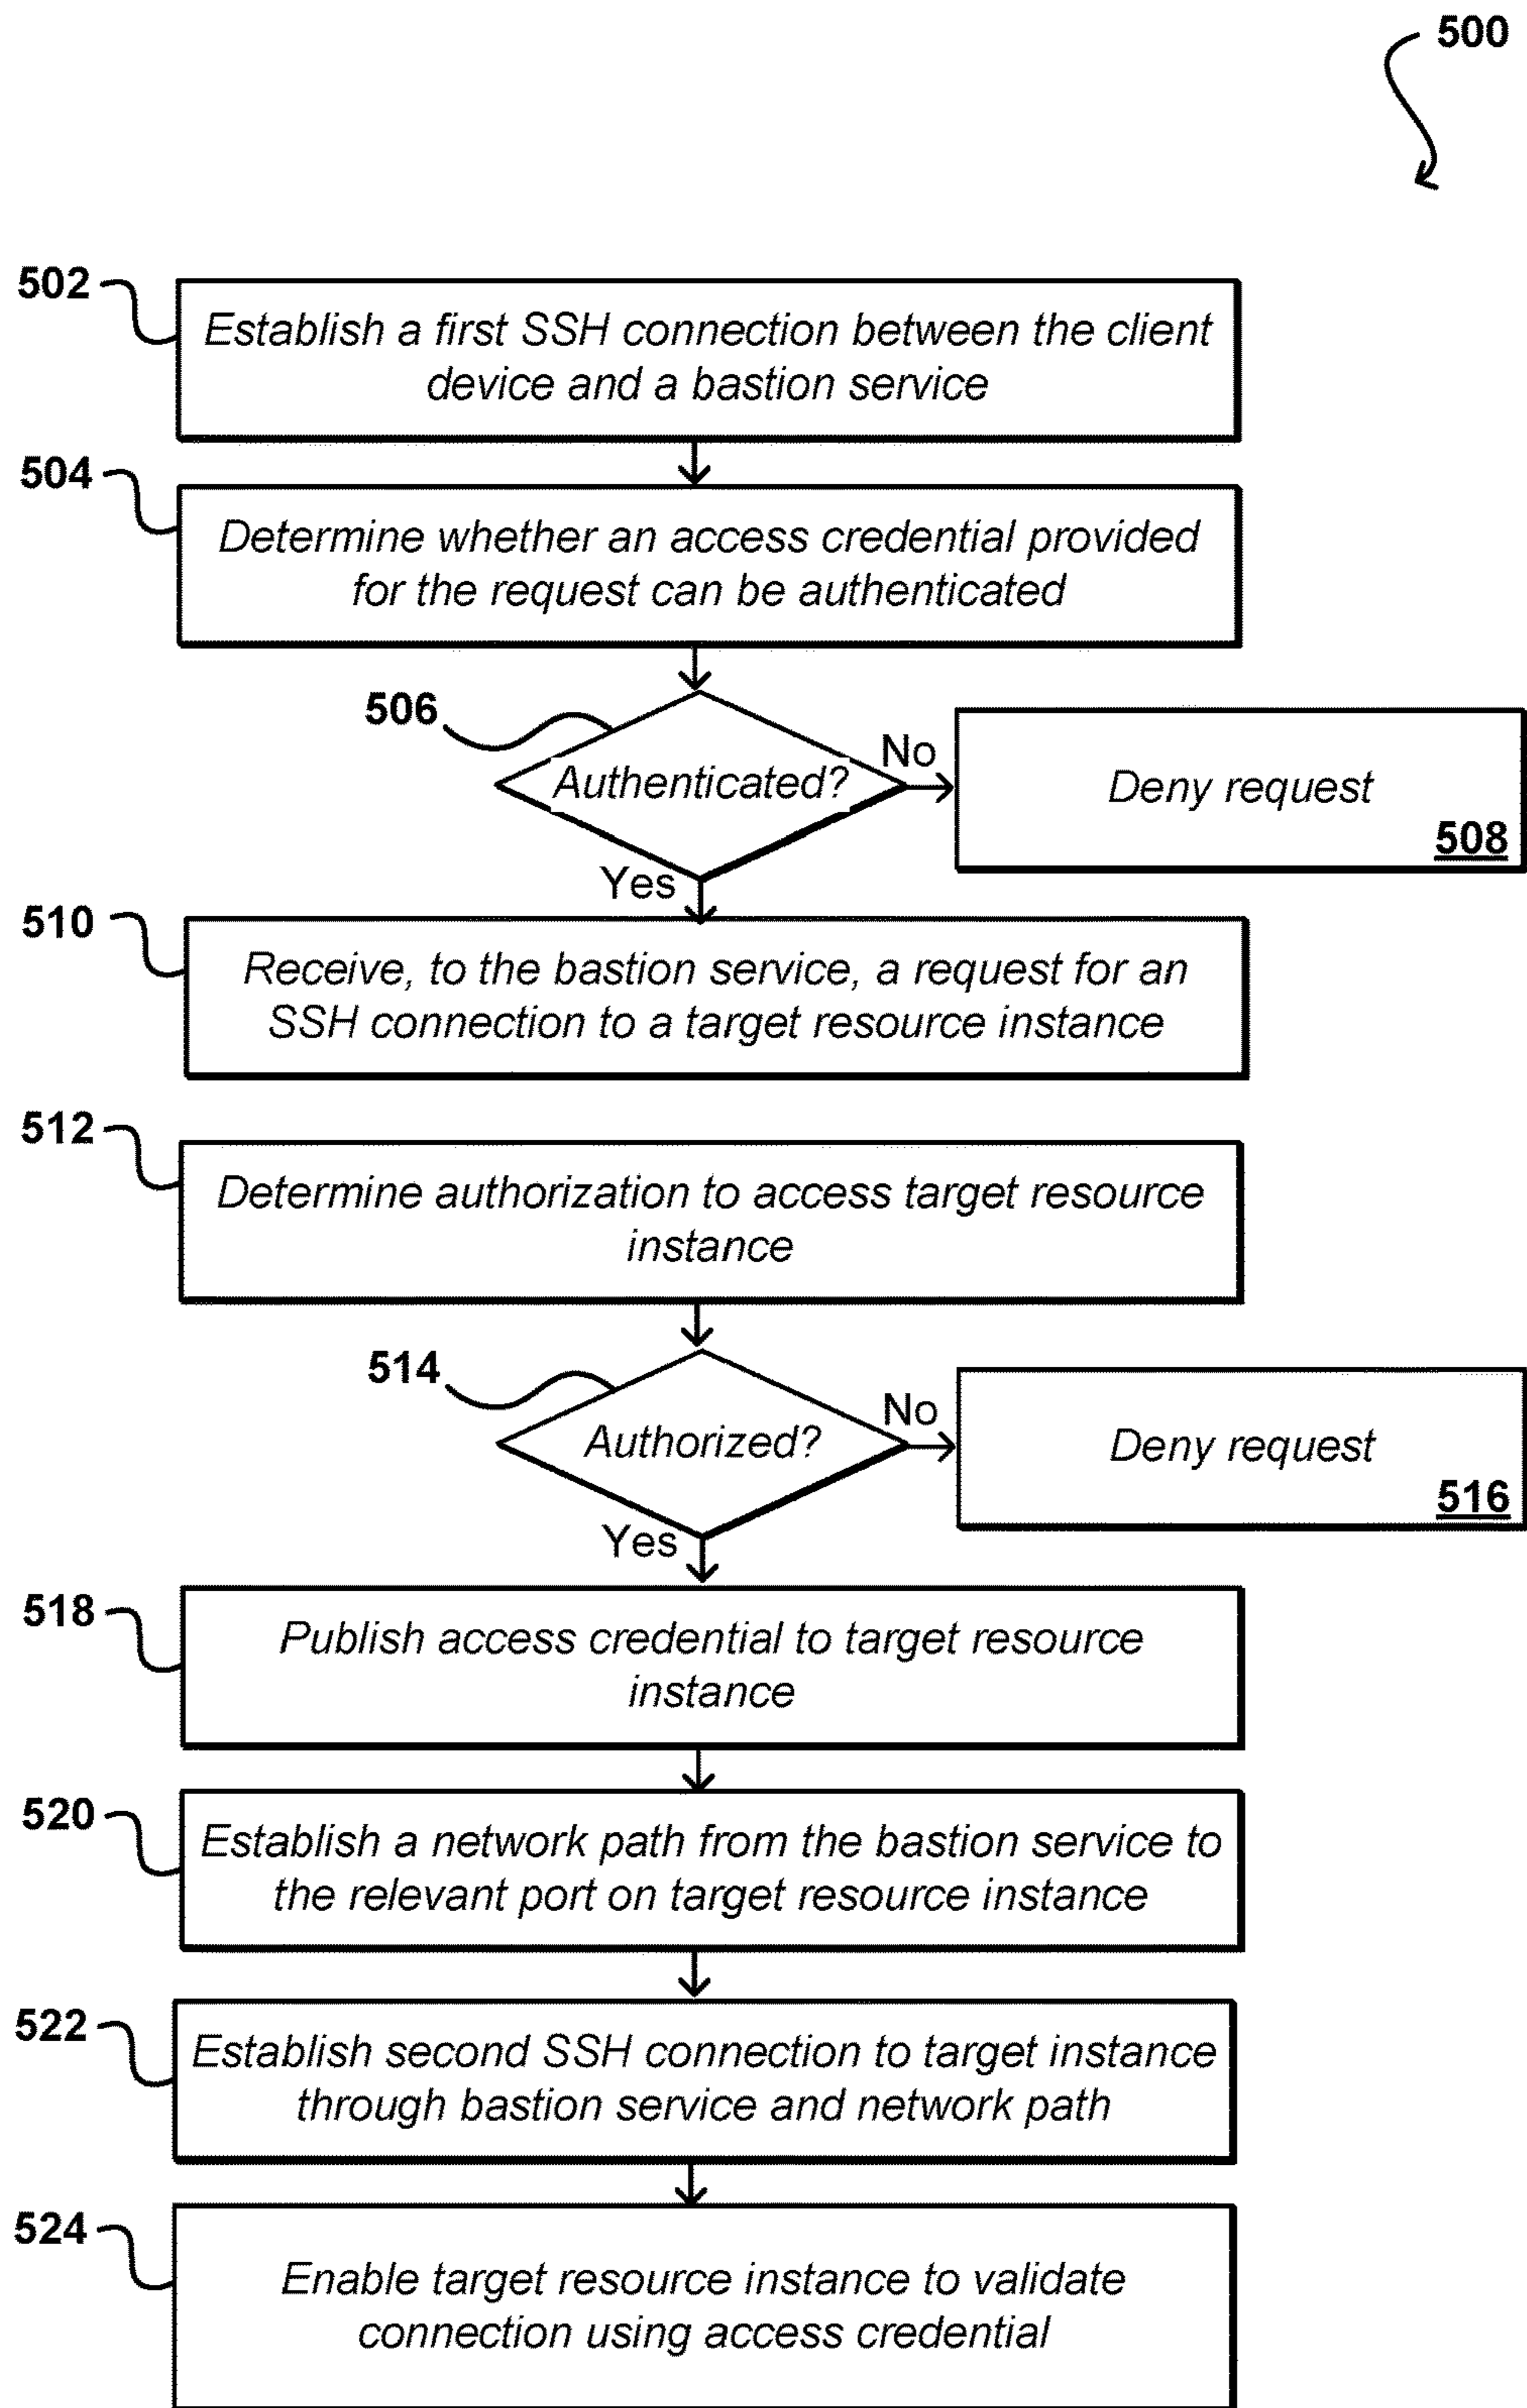 500
502
Establish a first SSH connection between the client
device and a bastion service
504
Determine whether an access credential provided
for the request can be authenticated
506
Authenticated?
No
Deny request
508
Yes
510
Receive, to the bastion service, a request for an
SSH connection to a target resource instance
512
Determine authorization to access target resource
instance
514
Authorized?
No
Deny request
516
Yes
518
Publish access credential to target resource
instance
520
Establish a network path from the bastion service to
the relevant port on target resource instance
522
Establish second SSH connection to target instance
through bastion service and network path
524
Enable target resource instance to validate
connection using access credential